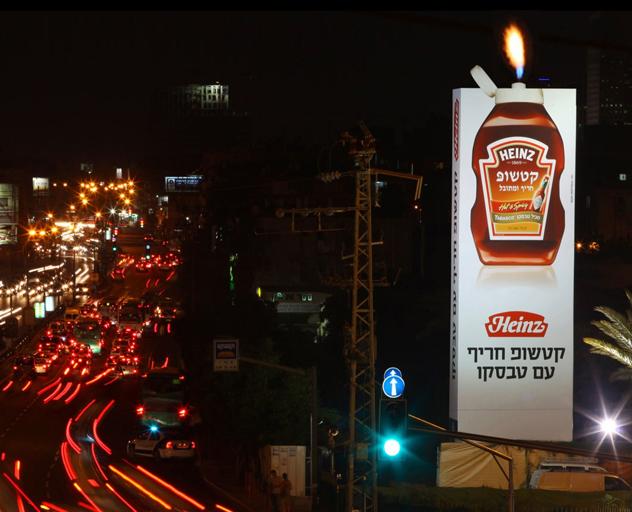 HEINZ
קטשופ
חריף ומתובל
Hot & Spicy
TABASCO
Heinz
קטשופ חריף
עם טבסקו